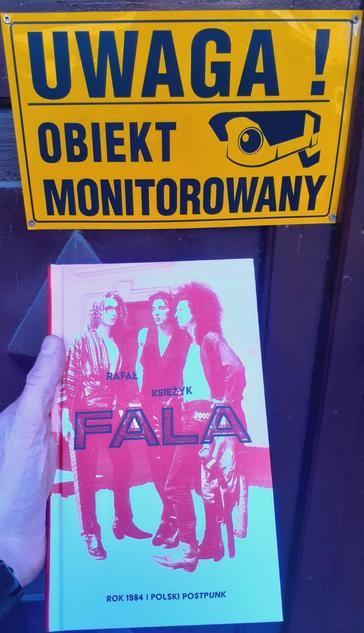 UWAGA !
OBIEKT
MONITOROWANY
RAFAŁ
KSIĘŻYK
FALA
ROK 1984 I POLSKI POSTPUNK